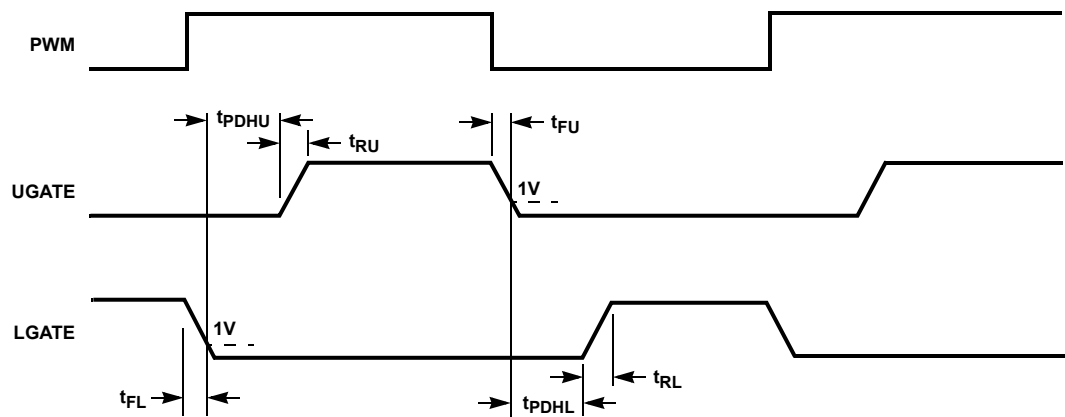 PWM
tPDHU
tFU
tRU
UGATE
1V
LGATE
1V
tRL
tFL
tPDHL